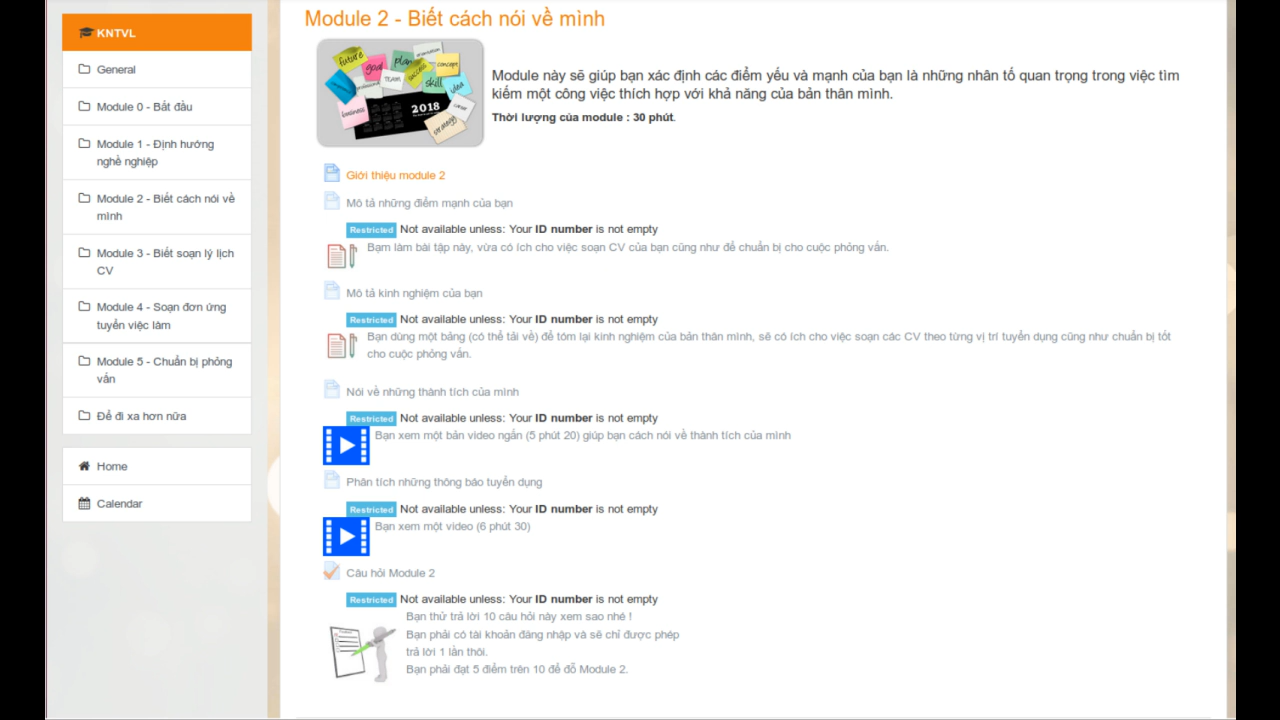 KNTVL
General
Module 0 - Bắt đầu
Module 1 - Định hướng
nghề nghiệp
Module 2 - Biết cách nói về
mình
Module 3 - Biết soạn lý lịch
CV
Module 4 - Soạn đơn ứng
tuyển việc làm
Module 5 - Chuẩn bị phỏng
vấn
Để đi xa hơn nữa
Home
Calendar
Module 2 - Biết cách nói về mình
future
goal
plan
orientation
concept
TEAM
success
skill
idea
business
career
strategy
2018
Module này sẽ giúp bạn xác định các điểm yếu và mạnh của bạn là những nhân tố quan trọng trong việc tìm
kiếm một công việc thích hợp với khả năng của bản thân mình.
Thời lượng của module : 30 phút.
Giới thiệu module 2
Mô tả những điểm mạnh của bạn
Restricted Not available unless: Your ID number is not empty
Bạm làm bài tập này, vừa có ích cho việc soạn CV của bạn cũng như để chuẩn bị cho cuộc phỏng vấn.
Mô tả kinh nghiệm của bạn
Restricted Not available unless: Your ID number is not empty
Bạn dùng một bảng (có thể tải về) để tóm lại kinh nghiệm của bản thân mình, sẽ có ích cho việc soạn các CV theo từng vị trí tuyển dụng cũng như chuẩn bị tốt
cho cuộc phỏng vấn.
Nói về những thành tích của mình
Restricted Not available unless: Your ID number is not empty
Bạn xem một bản video ngắn (5 phút 20) giúp bạn cách nói về thành tích của mình
Phân tích những thông báo tuyển dụng
Restricted Not available unless: Your ID number is not empty
Bạn xem một video (6 phút 30)
Câu hỏi Module 2
Restricted Not available unless: Your ID number is not empty
Bạn thử trả lời 10 câu hỏi này xem sao nhé !
Bạn phải có tài khoản đăng nhập và sẽ chỉ được phép
trả lời 1 lần thôi.
Bạn phải đạt 5 điểm trên 10 để đỗ Module 2.